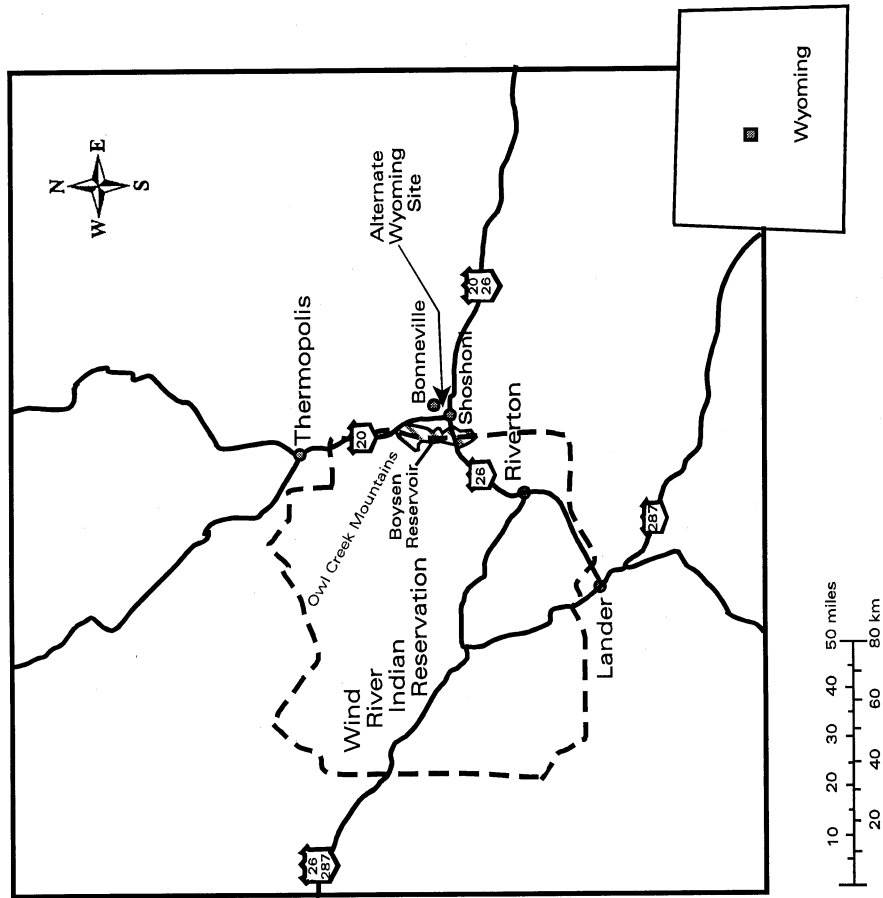 N
W
E
S
Thermopolis
20
Owl Creek Mountains
Boysen
Reservoir
Bonneville
Shoshoni
Alternate
Wyoming
Site
20
26
26
Riverton
Wind
River
Indian
Reservation
26
287
Lander
287
Wyoming
10
20
30
40
50 miles
20
40
60
80 km